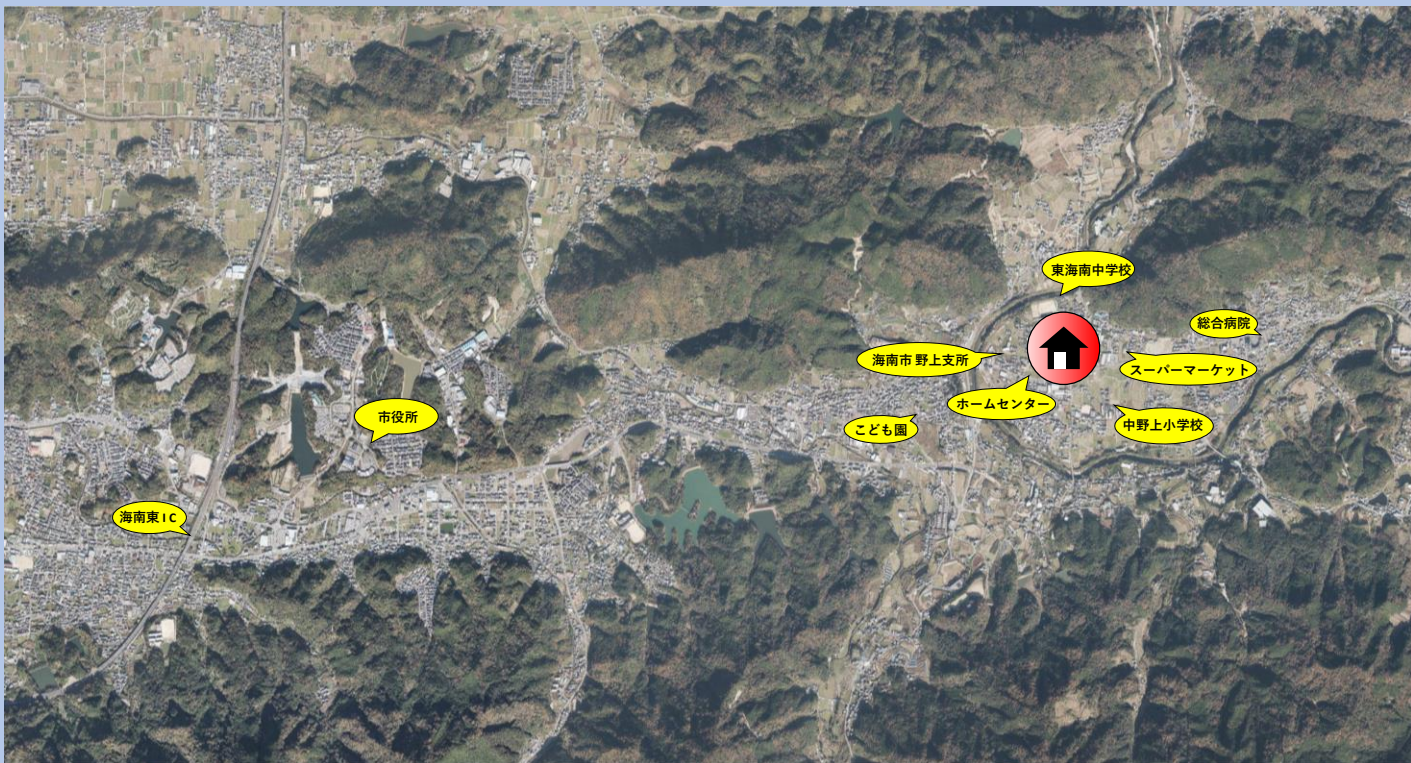 東海南中学校
総合病院
海南市 野上支所
スーパーマーケット
ホームセンター
市役所
こども園
中野上小学校
海南東IC